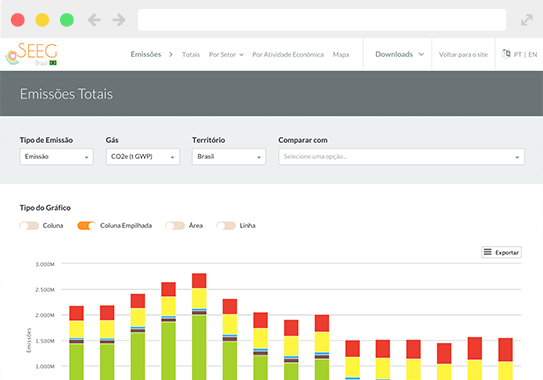 SEEG
Brasil
Emissões > Totais Por Setor Por Atividade Econômica Mapa Downloads Voltar para o site PT | EN
Emissões Totais
Tipo de Emissão Gás Território Comparar com
Emissão CO2e (t GWP) Brasil Selecione uma opção...
Tipo do Gráfico
Coluna Coluna Empilhada Área Linha
Exportar
3.000M
2.500M
2.000M
1.500M
1.000M
Emissões